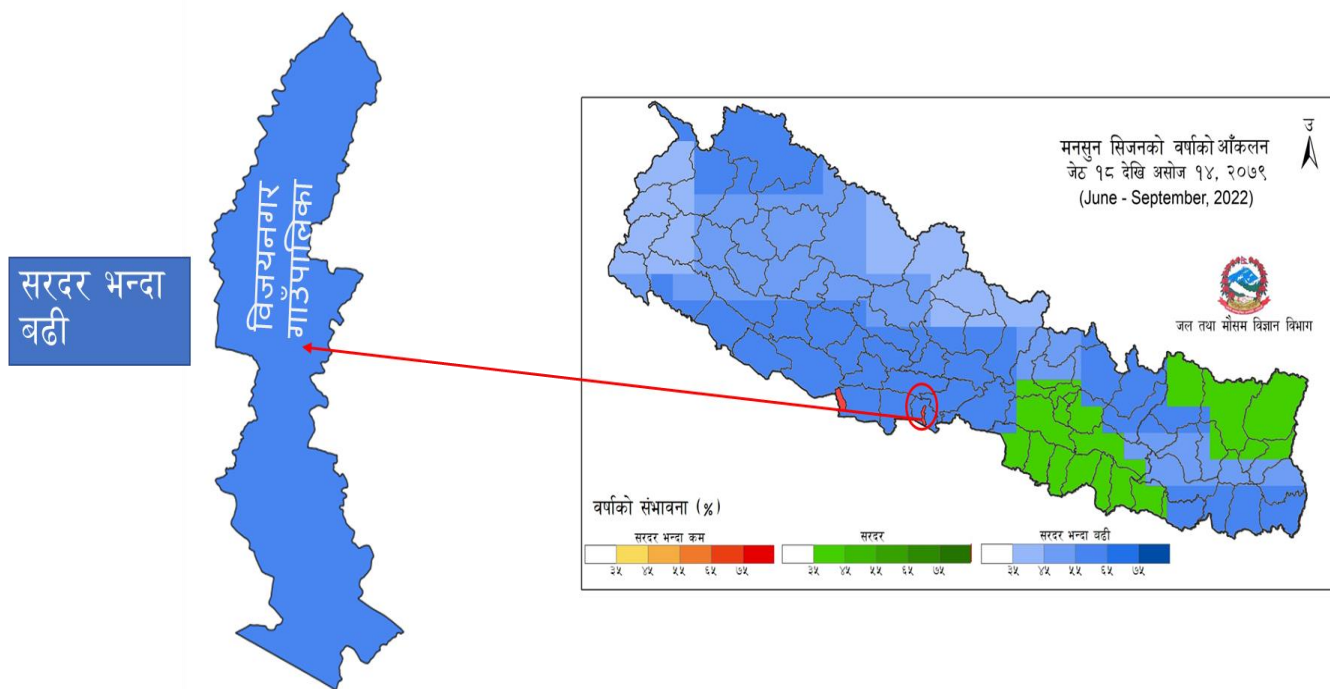 सरदर भन्दा
बढी
विजयनगर
गाउँपालिका
मनसुन सिजनको वर्षाको आँकलन
जेठ १८ देखि असोज १४, २०७९
(June - September, 2022)
उ
जल तथा मौसम विज्ञान विभाग
वर्षाको संभावना (%)
सरदर भन्दा कम
३५ ४५ ५५ ६५ ७५
सरदर
३५ ४५ ५५ ६५ ७५
सरदर भन्दा बढी
३५ ४५ ५५ ६५ ७५